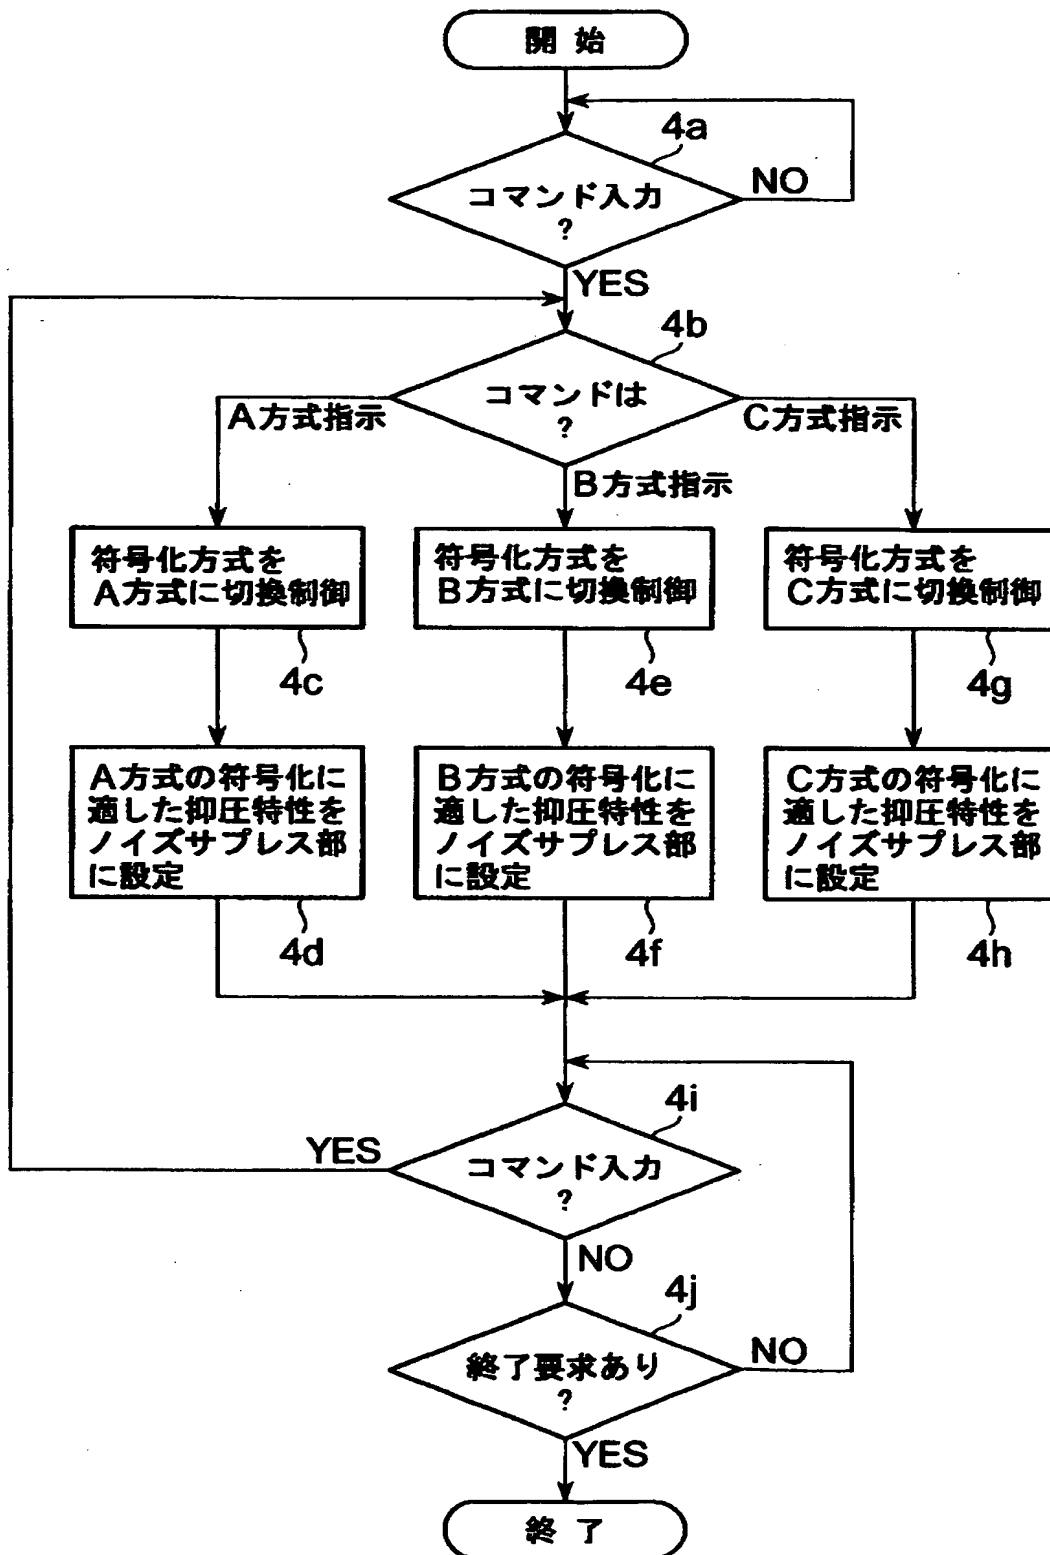 開始
4a
コマンド入力
?
NO
YES
4b
コマンドは
?
A方式指示
B方式指示
C方式指示
符号化方式を
A方式に切換制御
4c
符号化方式を
B方式に切換制御
4e
符号化方式を
C方式に切換制御
4g
A方式の符号化に
適した抑圧特性を
ノイズサプレス部
に設定
4d
B方式の符号化に
適した抑圧特性を
ノイズサプレス部
に設定
4f
C方式の符号化に
適した抑圧特性を
ノイズサプレス部
に設定
4h
4i
コマンド入力
?
YES
NO
4j
終了要求あり
?
NO
YES
終了